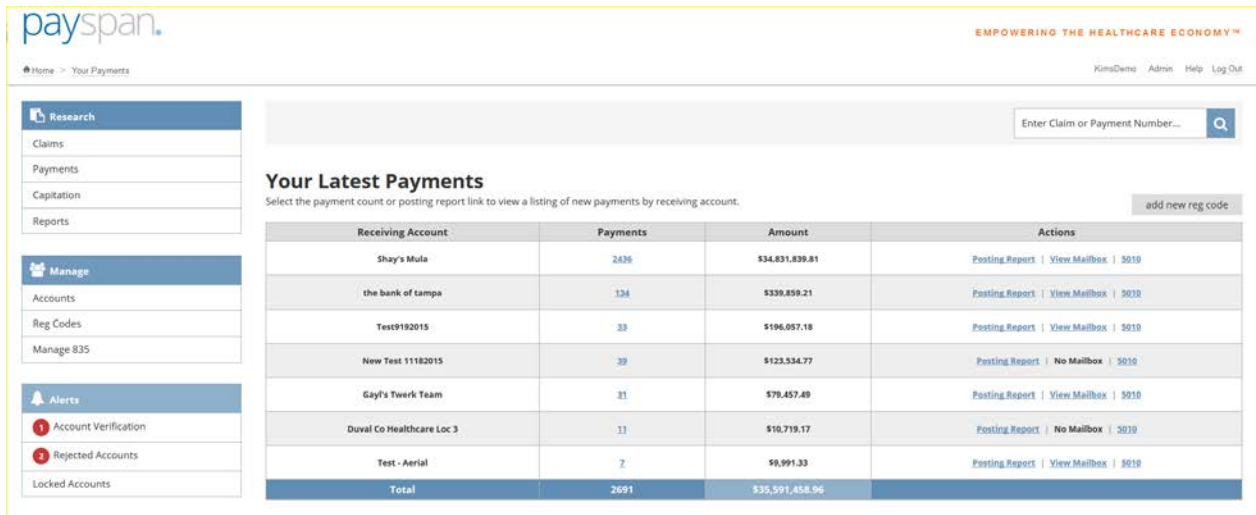 payspan.
EMPOWERING THE HEALTHCARE ECONOMY™
Home > Your Payments
KimsDemo Admin Help Log Out
Research
Claims
Payments
Capitation
Reports
Manage
Accounts
Reg Codes
Manage 835
Alerts
1 Account Verification
2 Rejected Accounts
Locked Accounts
Enter Claim or Payment Number...
Your Latest Payments
Select the payment count or posting report link to view a listing of new payments by receiving account.
add new reg code
Receiving Account Payments Amount Actions
Shay's Mula 2436 $34,831,839.81 Posting Report | View Mailbox | 5010
the bank of tampa 134 $339,859.21 Posting Report | View Mailbox | 5010
Test9192015 33 $196,057.18 Posting Report | View Mailbox | 5010
New Test 11182015 39 $123,534.77 Posting Report | No Mailbox | 5010
Gayl's Twerk Team 31 $79,457.49 Posting Report | View Mailbox | 5010
Duval Co Healthcare Loc 3 11 $10,719.17 Posting Report | No Mailbox | 5010
Test - Aerial 7 $9,991.33 Posting Report | View Mailbox | 5010
Total 2691 $35,591,458.96